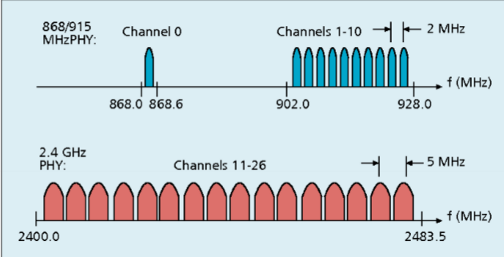 868/915
MHzPHY:
Channel 0
Channels 1-10
2 MHz
f (MHz)
868.0 868.6
902.0
928.0
2.4 GHz
PHY:
Channels 11-26
5 MHz
f (MHz)
2400.0
2483.5